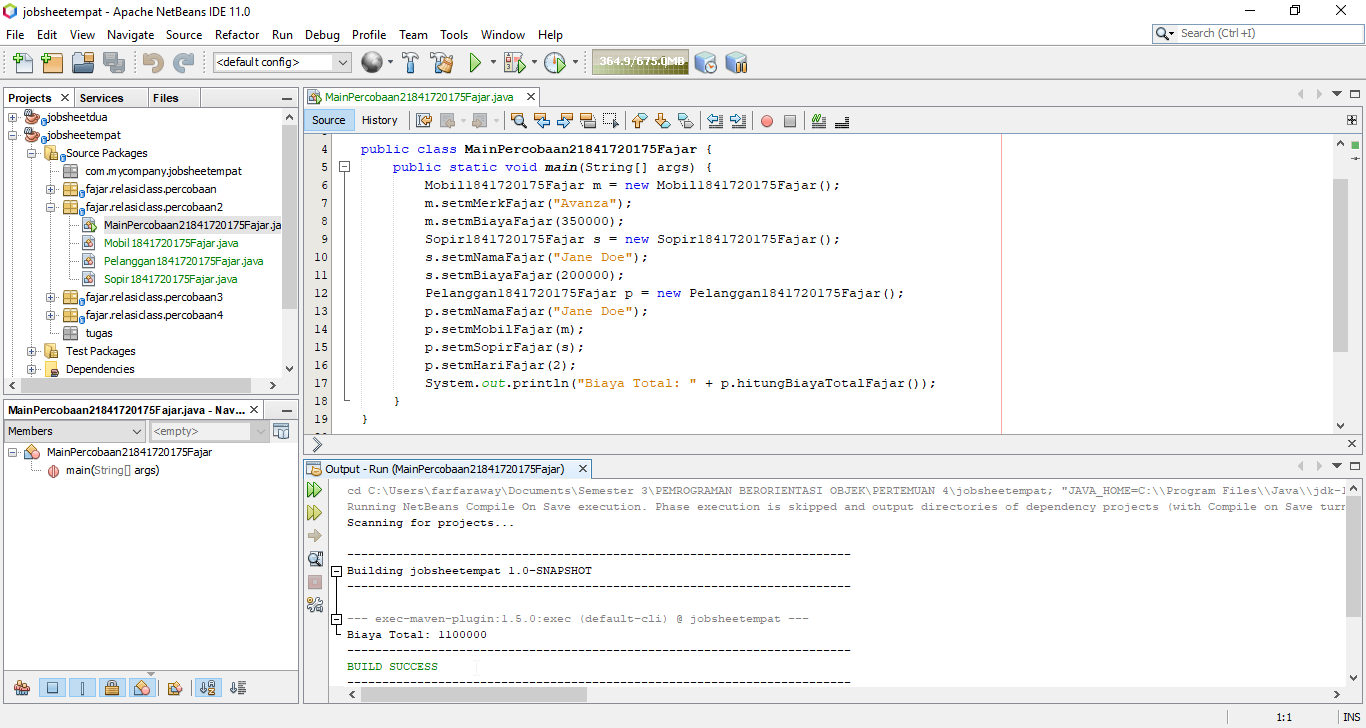 jobsheetempat - Apache NetBeans IDE 11.0
File Edit View Navigate Source Refactor Run Debug Profile Team Tools Window Help
Search (Ctrl+I)
<default config>
364.9/675.0MB
Projects Services Files
jobsheetdua
jobsheetempat
Source Packages
com.mycompany.jobsheetempat
fajar.relasiclass.percobaan
fajar.relasiclass.percobaan2
MainPercobaan21841720175Fajar.ja
Mobil1841720175Fajar.java
Pelanggan1841720175Fajar.java
Sopir1841720175Fajar.java
fajar.relasiclass.percobaan3
fajar.relasiclass.percobaan4
tugas
Test Packages
Dependencies
MainPercobaan21841720175Fajar.java - Nav...
Members
<empty>
MainPercobaan21841720175Fajar
main(String[] args)
MainPercobaan21841720175Fajar.java
Source History
4 public class MainPercobaan21841720175Fajar {
5 public static void main(String[] args) {
6 Mobil1841720175Fajar m = new Mobil1841720175Fajar();
7 m.setmMerkFajar("Avanza");
8 m.setmBiayaFajar(350000);
9 Sopir1841720175Fajar s = new Sopir1841720175Fajar();
10 s.setmNamaFajar("Jane Doe");
11 s.setmBiayaFajar(200000);
12 Pelanggan1841720175Fajar p = new Pelanggan1841720175Fajar();
13 p.setmNamaFajar("Jane Doe");
14 p.setmMobilFajar(m);
15 p.setmSopirFajar(s);
16 p.setmHariFajar(2);
17 System.out.println("Biaya Total: " + p.hitungBiayaTotalFajar());
18 }
19 }
Output - Run (MainPercobaan21841720175Fajar)
cd C:\Users\farfaraway\Documents\Semester 3\PEMROGRAMAN BERORIENTASI OBJEK\PERTEMUAN 4\jobsheetempat; "JAVA_HOME=C:\\Program Files\\Java\\jdk-1
Running NetBeans Compile On Save execution. Phase execution is skipped and output directories of dependency projects (with Compile on Save turn
Scanning for projects...
------------------------------------------------------------------------
Building jobsheetempat 1.0-SNAPSHOT
------------------------------------------------------------------------
--- exec-maven-plugin:1.5.0:exec (default-cli) @ jobsheetempat ---
Biaya Total: 1100000
------------------------------------------------------------------------
BUILD SUCCESS
------------------------------------------------------------------------
1:1 INS